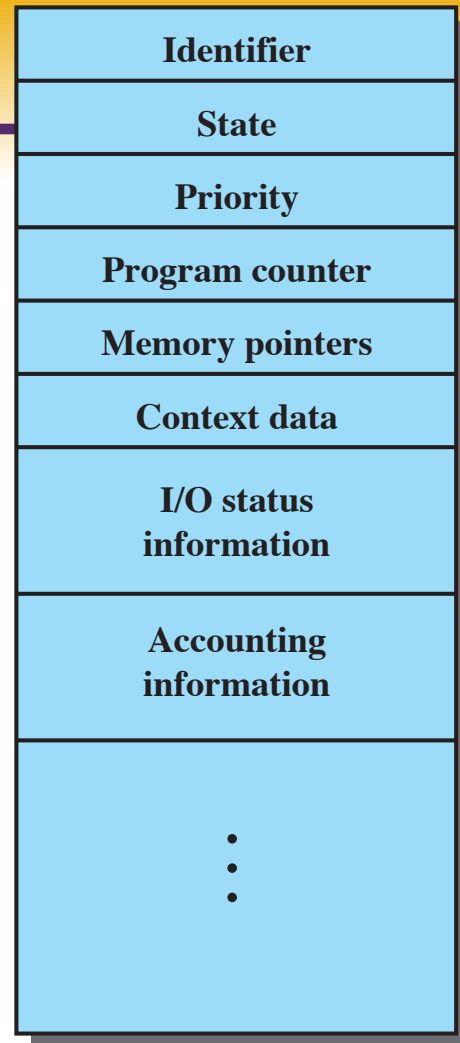 Identifier
State
Priority
Program counter
Memory pointers
Context data
I/O status
information
Accounting
information